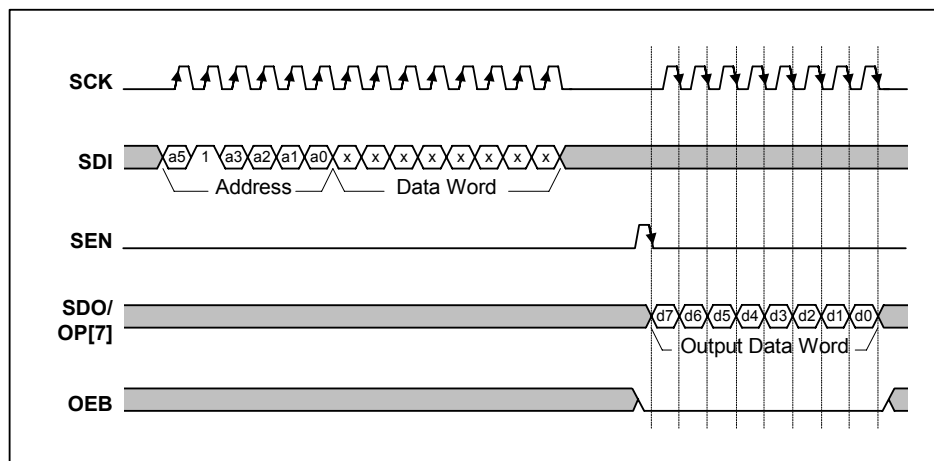 SCK
SDI
a5 1 a3 a2 a1 a0 x x x x x x x x
Address Data Word
SEN
SDO/
OP[7]
d7 d6 d5 d4 d3 d2 d1 d0
Output Data Word
OEB